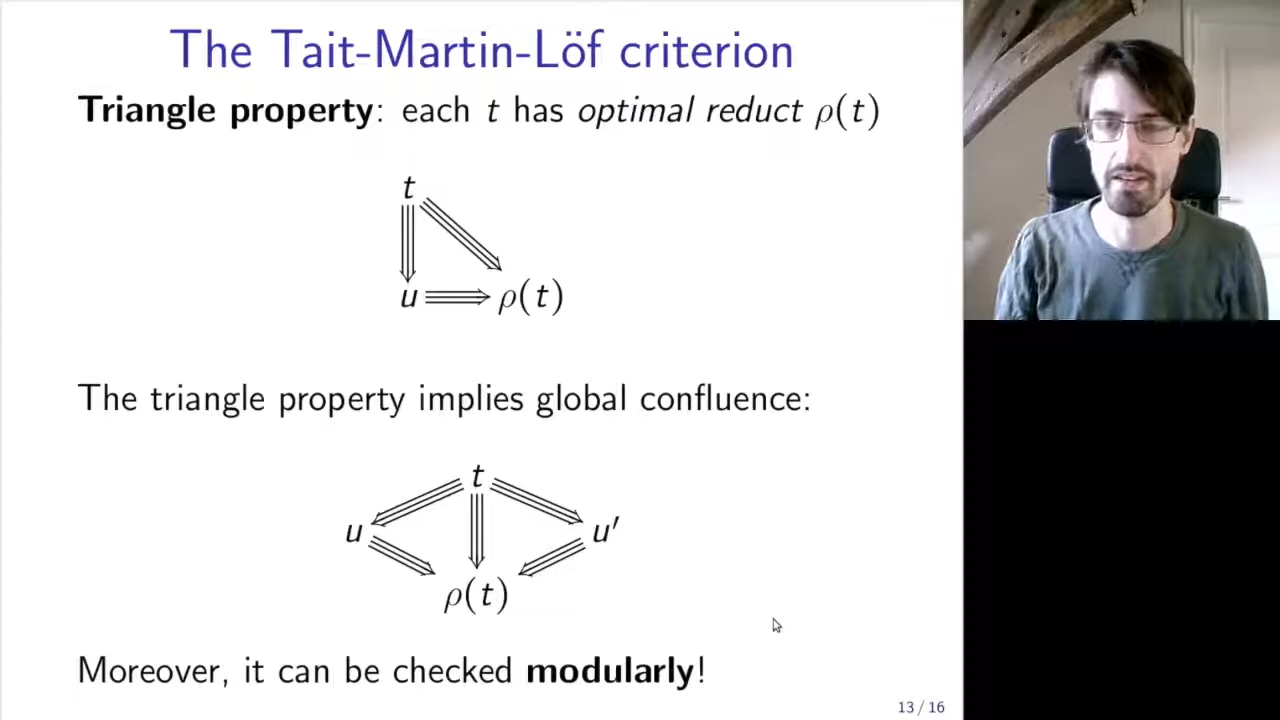 The Tait-Martin-Löf criterion
Triangle property: each t has optimal reduct ρ(t)
t
u ρ(t)
The triangle property implies global confluence:
t
u u′
ρ(t)
Moreover, it can be checked modularly!
13 / 16